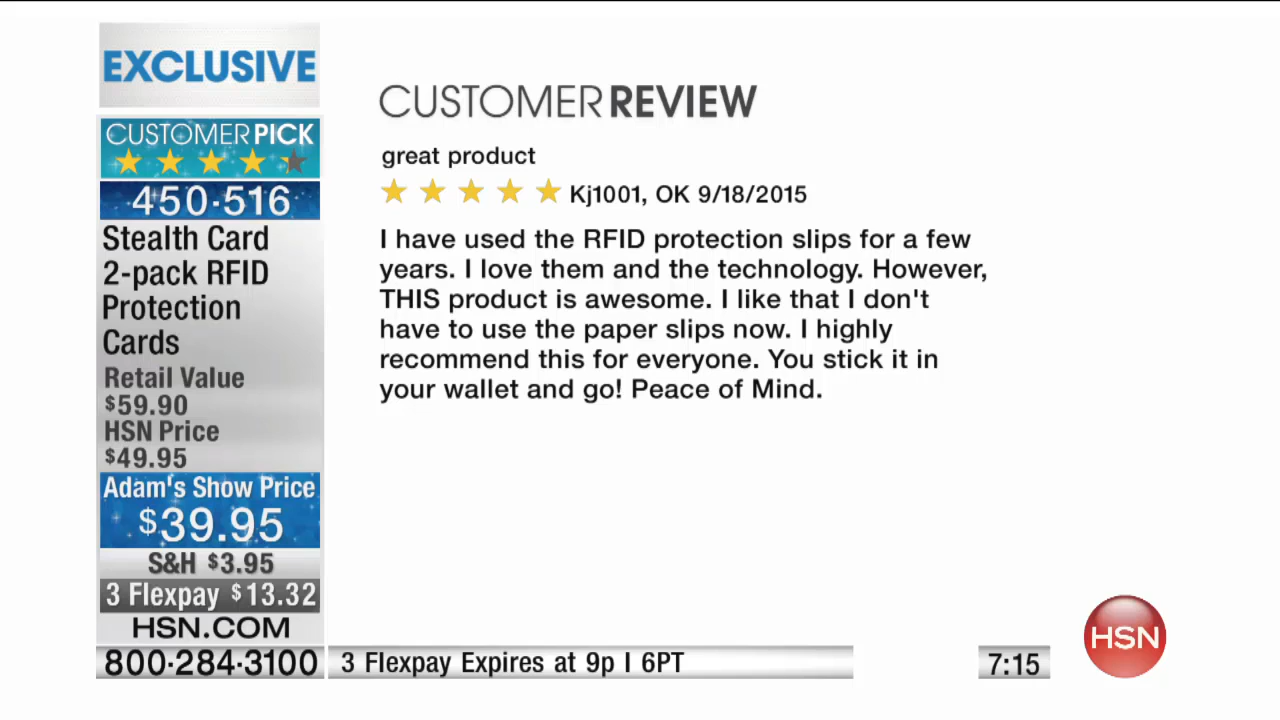 EXCLUSIVE
CUSTOMER PICK
450·516
Stealth Card
2-pack RFID
Protection
Cards
Retail Value
$59.90
HSN Price
$49.95
Adam's Show Price
$39.95
S&H $3.95
3 Flexpay $13.32
HSN.COM
800·284·3100
CUSTOMER REVIEW
great product
Kj1001, OK 9/18/2015
I have used the RFID protection slips for a few
years. I love them and the technology. However,
THIS product is awesome. I like that I don't
have to use the paper slips now. I highly
recommend this for everyone. You stick it in
your wallet and go! Peace of Mind.
3 Flexpay Expires at 9p I 6PT
7:15
HSN